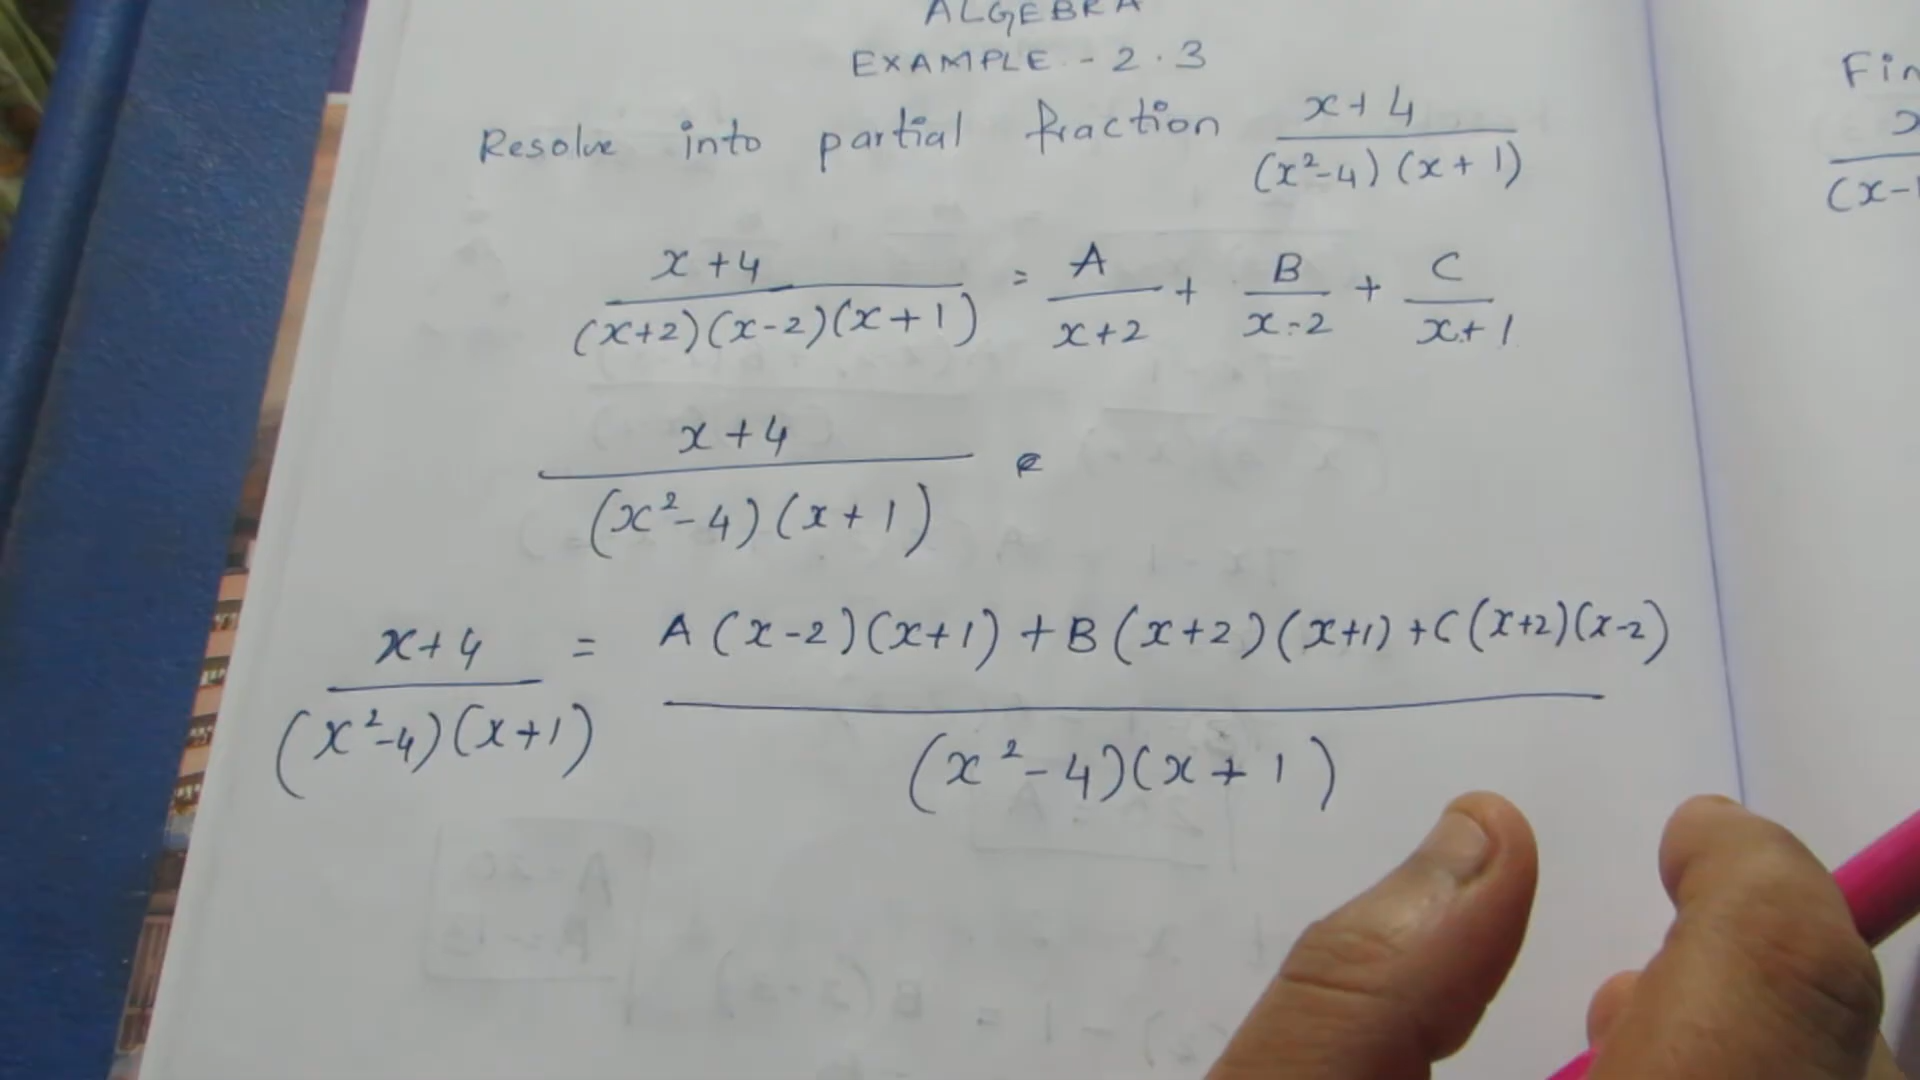 ALGEBRA
EXAMPLE - 2.3
Resolve into partial fraction x+4 / (x²-4)(x+1)
x+4 / (x+2)(x-2)(x+1) = A / x+2 + B / x-2 + C / x+1
x+4 / (x²-4)(x+1)
x+4 / (x²-4)(x+1) = A(x-2)(x+1)+B(x+2)(x+1)+C(x+2)(x-2) / (x²-4)(x+1)